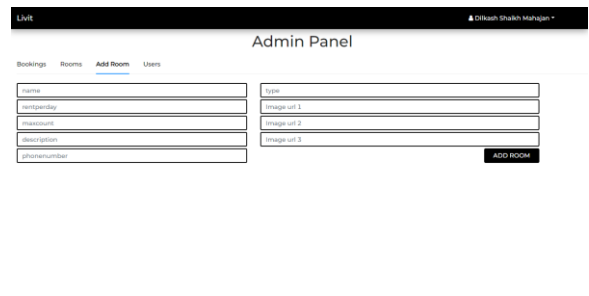 Livit
Dilkash Shaikh Mahajan
Admin Panel
Bookings Rooms Add Room Users
name
type
rentperday
Image url 1
maxcount
Image url 2
description
Image url 3
phonenumber
ADD ROOM